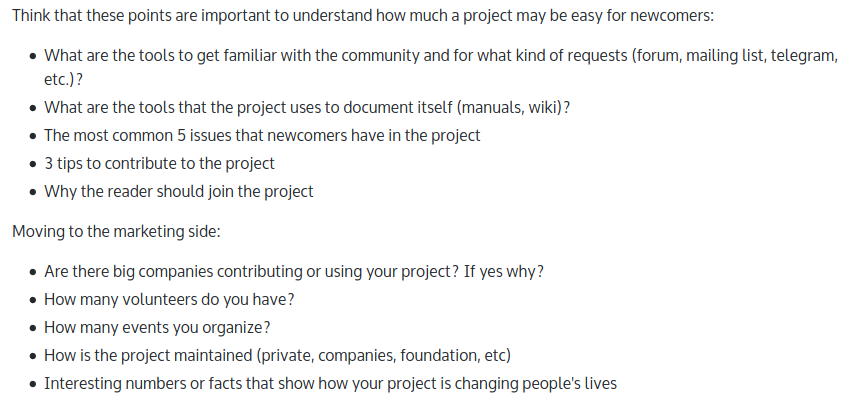 Think that these points are important to understand how much a project may be easy for newcomers:
• What are the tools to get familiar with the community and for what kind of requests (forum, mailing list, telegram,
etc.)?
• What are the tools that the project uses to document itself (manuals, wiki)?
• The most common 5 issues that newcomers have in the project
• 3 tips to contribute to the project
• Why the reader should join the project
Moving to the marketing side:
• Are there big companies contributing or using your project? If yes why?
• How many volunteers do you have?
• How many events you organize?
• How is the project maintained (private, companies, foundation, etc)
• Interesting numbers or facts that show how your project is changing people's lives